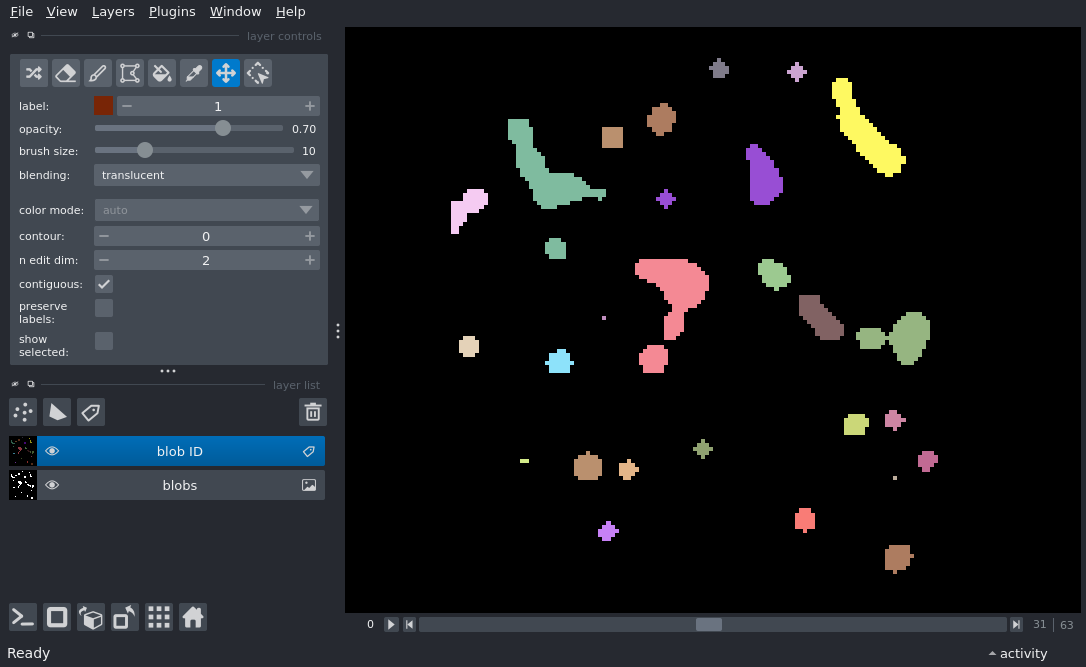 File View Layers Plugins Window Help
layer controls
label: 1
opacity: 0.70
brush size: 10
blending: translucent
color mode: auto
contour: 0
n edit dim: 2
contiguous:
preserve
labels:
show
selected:
layer list
blob ID
blobs
0 31 63
Ready activity